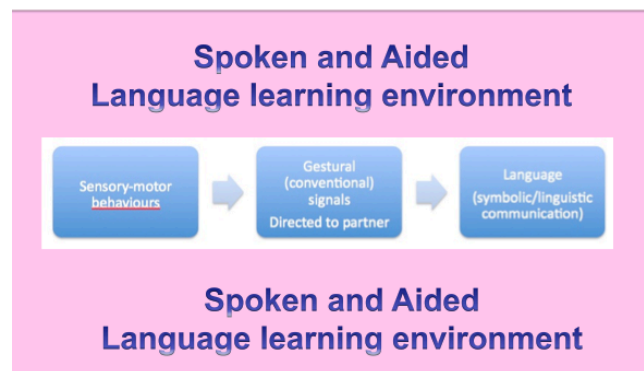 Spoken and Aided
Language learning environment
Sensory-motor
behaviours
Gestural
(conventional)
signals
Directed to partner
Language
(symbolic/linguistic
communication)
Spoken and Aided
Language learning environment